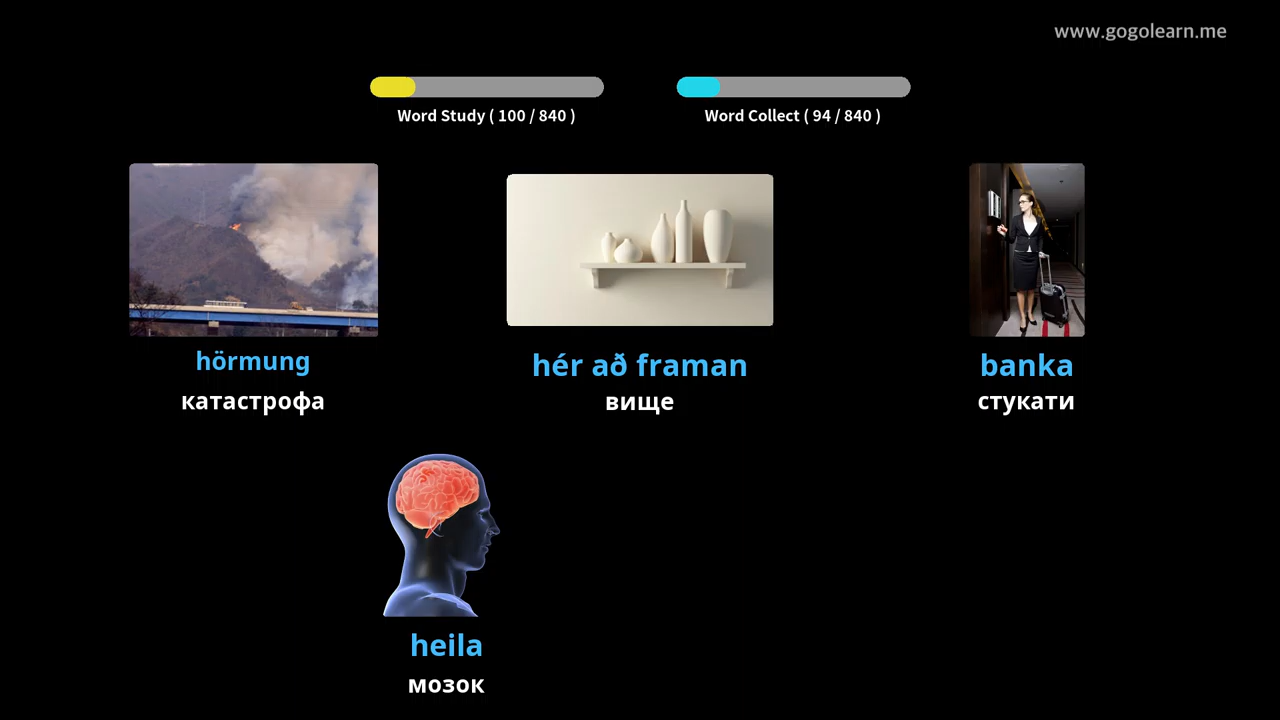 www.gogolearn.me
Word Study ( 100 / 840 )
Word Collect ( 94 / 840 )
hörmung
катастрофа
hér að framan
вище
banka
стукати
heila
мозок